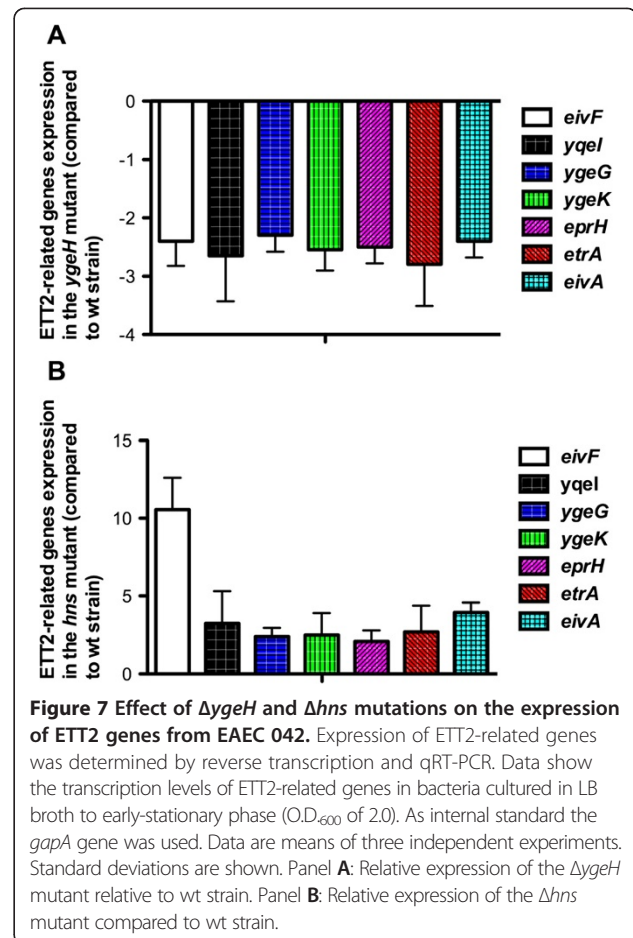 A
ETT2-related genes expression
in the ygeH mutant (compared
to wt strain)
0
-1
-2
-3
-4
eivF
yqeI
ygeG
ygeK
eprH
etrA
eivA
B
ETT2-related genes expression
in the hns mutant (compared
to wt strain)
15
10
5
0
eivF
yqeI
ygeG
ygeK
eprH
etrA
eivA
Figure 7 Effect of ΔygeH and Δhns mutations on the expression
of ETT2 genes from EAEC 042. Expression of ETT2-related genes
was determined by reverse transcription and qRT-PCR. Data show
the transcription levels of ETT2-related genes in bacteria cultured in LB
broth to early-stationary phase (O.D.600 of 2.0). As internal standard the
gapA gene was used. Data are means of three independent experiments.
Standard deviations are shown. Panel A: Relative expression of the ΔygeH
mutant relative to wt strain. Panel B: Relative expression of the Δhns
mutant compared to wt strain.